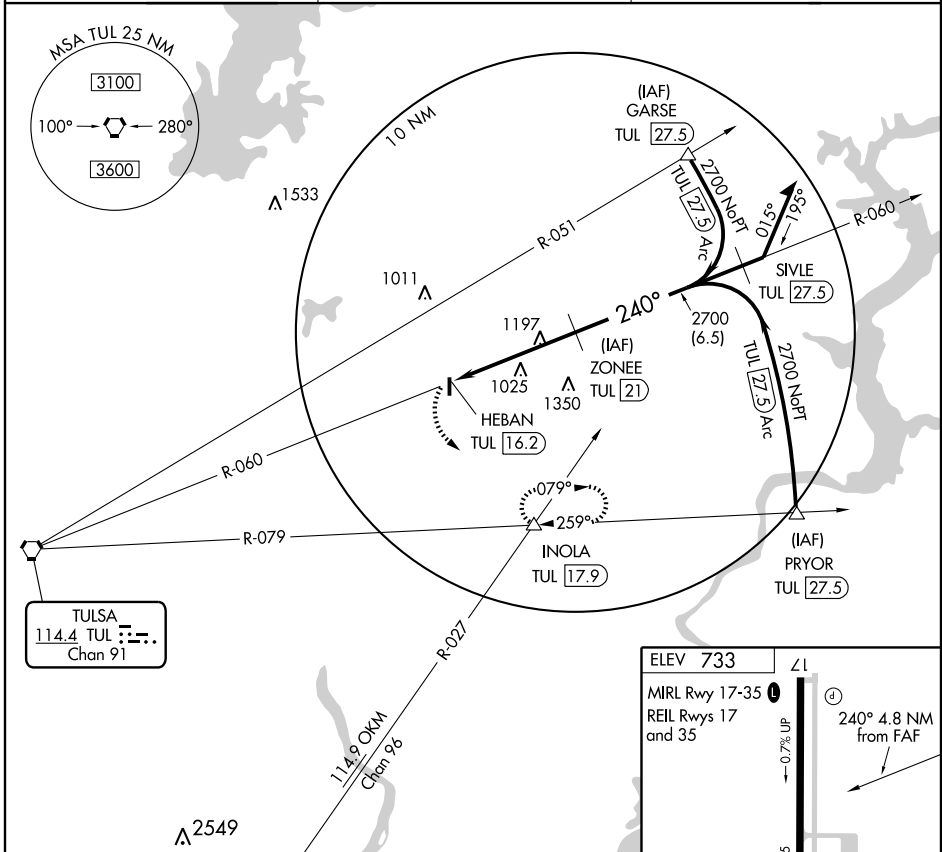 MSA TUL 25 NM
3100
100°
280°
3600
10 NM
(IAF)
GARSE
TUL 27.5
2700 NoPT
TUL 27.5 Arc
1533
R-051
015°
195°
R-060
SIVLE
TUL 27.5
1011
240°
2700
(6.5)
1197
(IAF)
ZONEE
TUL 21
1025
1350
2700 NoPT
TUL 27.5 Arc
HEBAN
TUL 16.2
R-060
079°
259°
R-079
INOLA
TUL 17.9
(IAF)
PRYOR
TUL 27.5
TULSA
114.4 TUL
Chan 91
R-027
114.9 OKM
Chan 96
2549
ELEV 733
MIRL Rwy 17-35 L
REIL Rwys 17
and 35
17
P
0.7% UP
240° 4.8 NM
from FAF